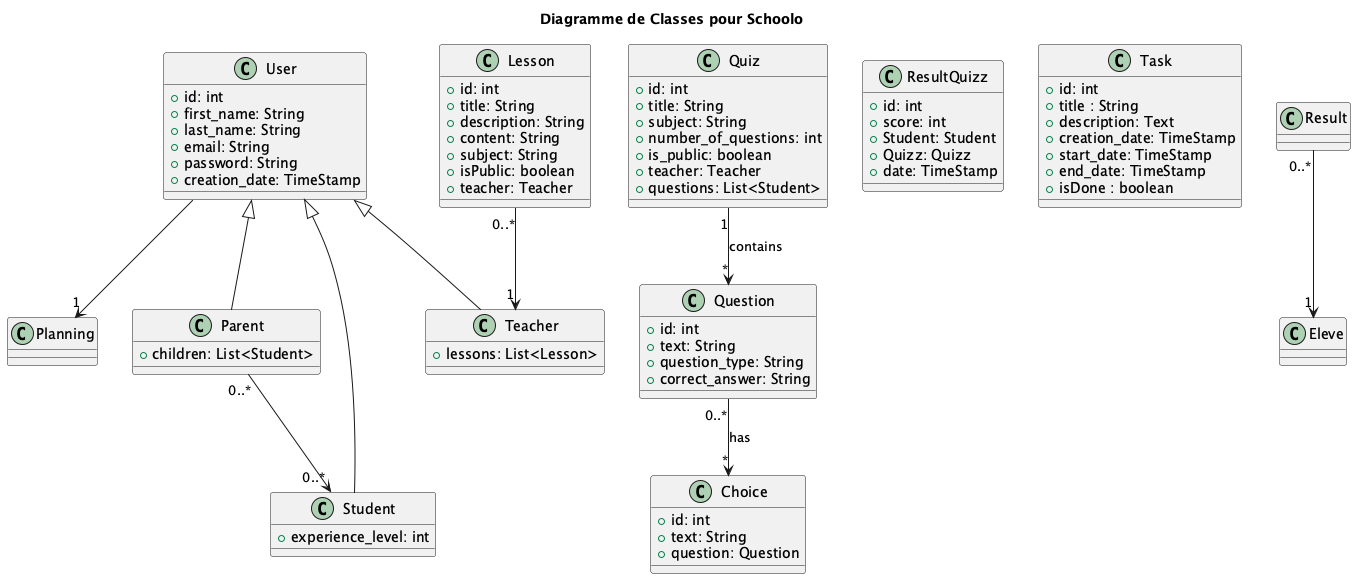 Diagramme de Classes pour Schoolo
C User
id: int
first_name: String
last_name: String
email: String
password: String
creation_date: TimeStamp
C Lesson
id: int
title: String
description: String
content: String
subject: String
isPublic: boolean
teacher: Teacher
C Quiz
id: int
title: String
subject: String
number_of_questions: int
is_public: boolean
teacher: Teacher
questions: List<Student>
C ResultQuizz
id: int
score: int
Student: Student
Quizz: Quizz
date: TimeStamp
C Task
id: int
title : String
description: Text
creation_date: TimeStamp
start_date: TimeStamp
end_date: TimeStamp
isDone : boolean
C Result
0..*
0..*
1
contains
*
1
1
1
C Planning
C Parent
children: List<Student>
C Teacher
lessons: List<Lesson>
C Question
id: int
text: String
question_type: String
correct_answer: String
C Eleve
0..*
0..*
0..*
has
*
C Student
experience_level: int
C Choice
id: int
text: String
question: Question